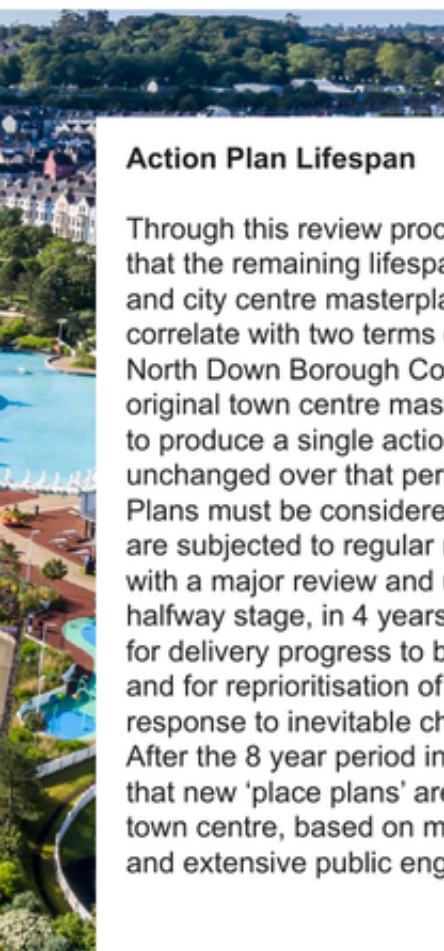 Action Plan Lifespan
Through this review proc
that the remaining lifespa
and city centre masterpla
correlate with two terms
North Down Borough Co
original town centre mas
to produce a single actio
unchanged over that per
Plans must be considere
are subjected to regular
with a major review and
halfway stage, in 4 years
for delivery progress to b
and for reprioritisation of
response to inevitable ch
After the 8 year period in
that new ‘place plans’ are
town centre, based on m
and extensive public eng